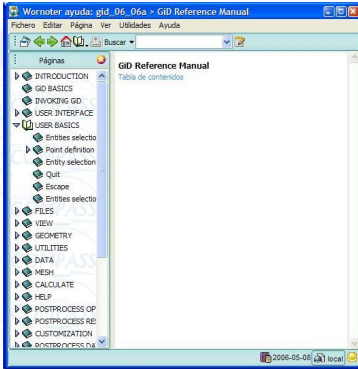 Wornoter ayuda: gid_06_06a > GiD Reference Manual
Fichero Editar Página Ver Utilidades Ayuda
Buscar
Páginas
INTRODUCTION
GiD BASICS
INVOKING GiD
USER INTERFACE
USER BASICS
Entities selectio
Point definition
Entity selection
Quit
Escape
Entities selectio
FILES
VIEW
GEOMETRY
UTILITIES
DATA
MESH
CALCULATE
HELP
POSTPROCESS OP
POSTPROCESS RES
CUSTOMIZATION
POSTPROCESS DA
GiD Reference Manual
Tabla de contenidos
2006-05-08 local